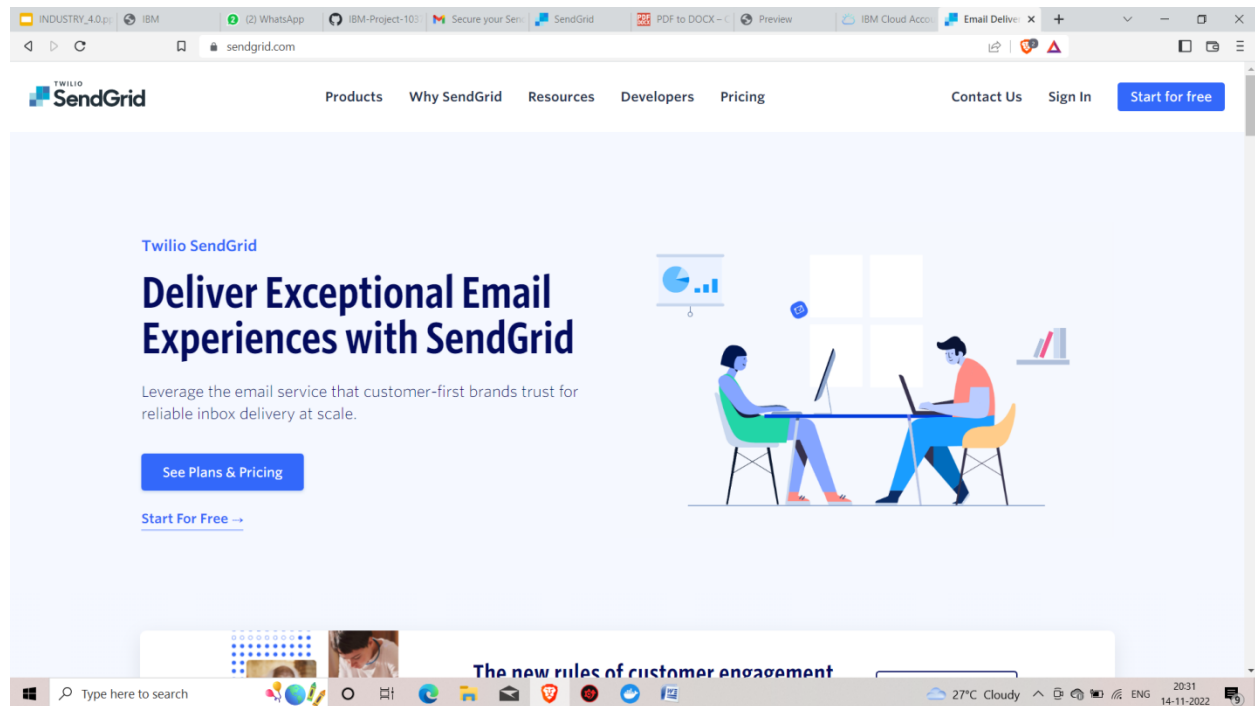 INDUSTRY_4.0.p
IBM
(2) WhatsApp
IBM-Project-103
Secure your Sen
SendGrid
PDF to DOCX – C
Preview
IBM Cloud Accou
Email Deliver
sendgrid.com
TWILIO
SendGrid
Products
Why SendGrid
Resources
Developers
Pricing
Contact Us
Sign In
Start for free
Twilio SendGrid
Deliver Exceptional Email
Experiences with SendGrid
Leverage the email service that customer-first brands trust for
reliable inbox delivery at scale.
See Plans & Pricing
Start For Free →
The new rules of customer engagement
Type here to search
27°C Cloudy
ENG
20:31
14-11-2022